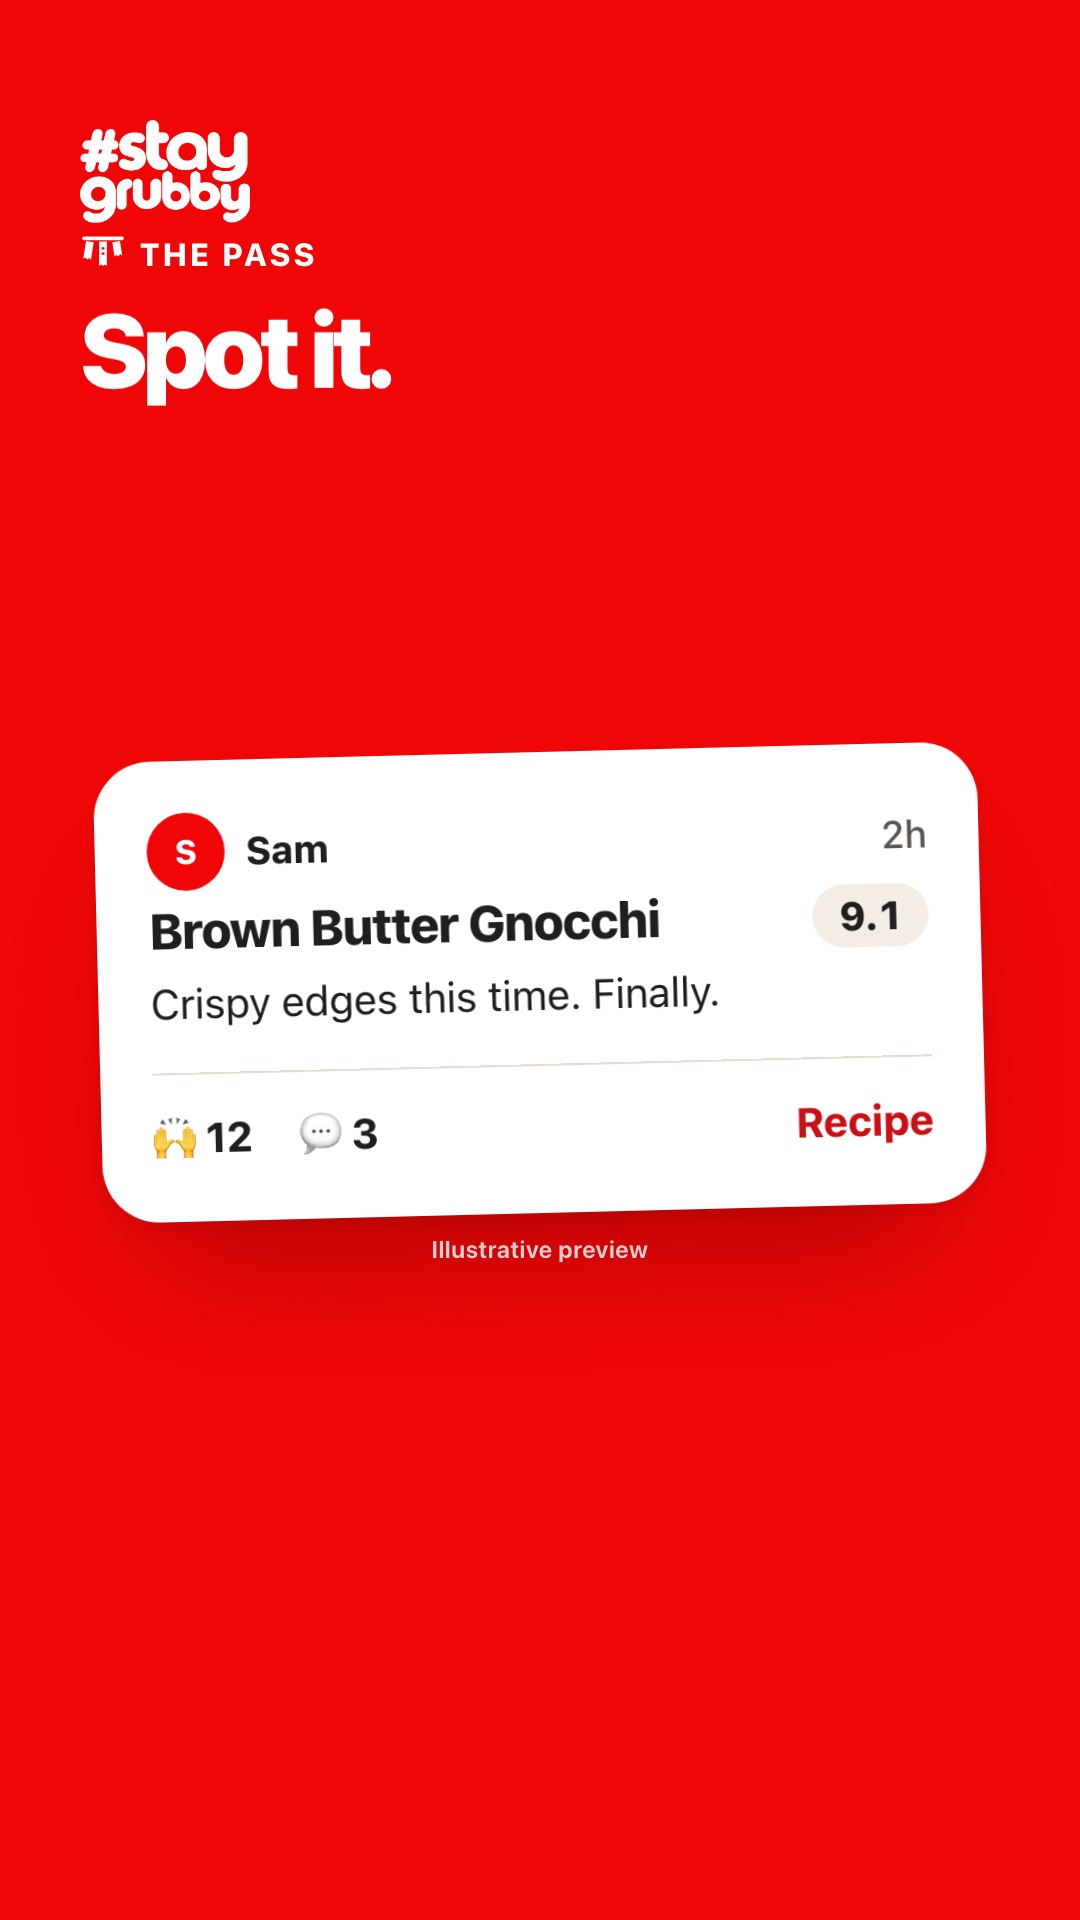 #stay
grubby
THE PASS
Spot it.
S Sam 2h
Brown Butter Gnocchi 9.1
Crispy edges this time. Finally.
🙌 12 💬 3 Recipe
Illustrative preview